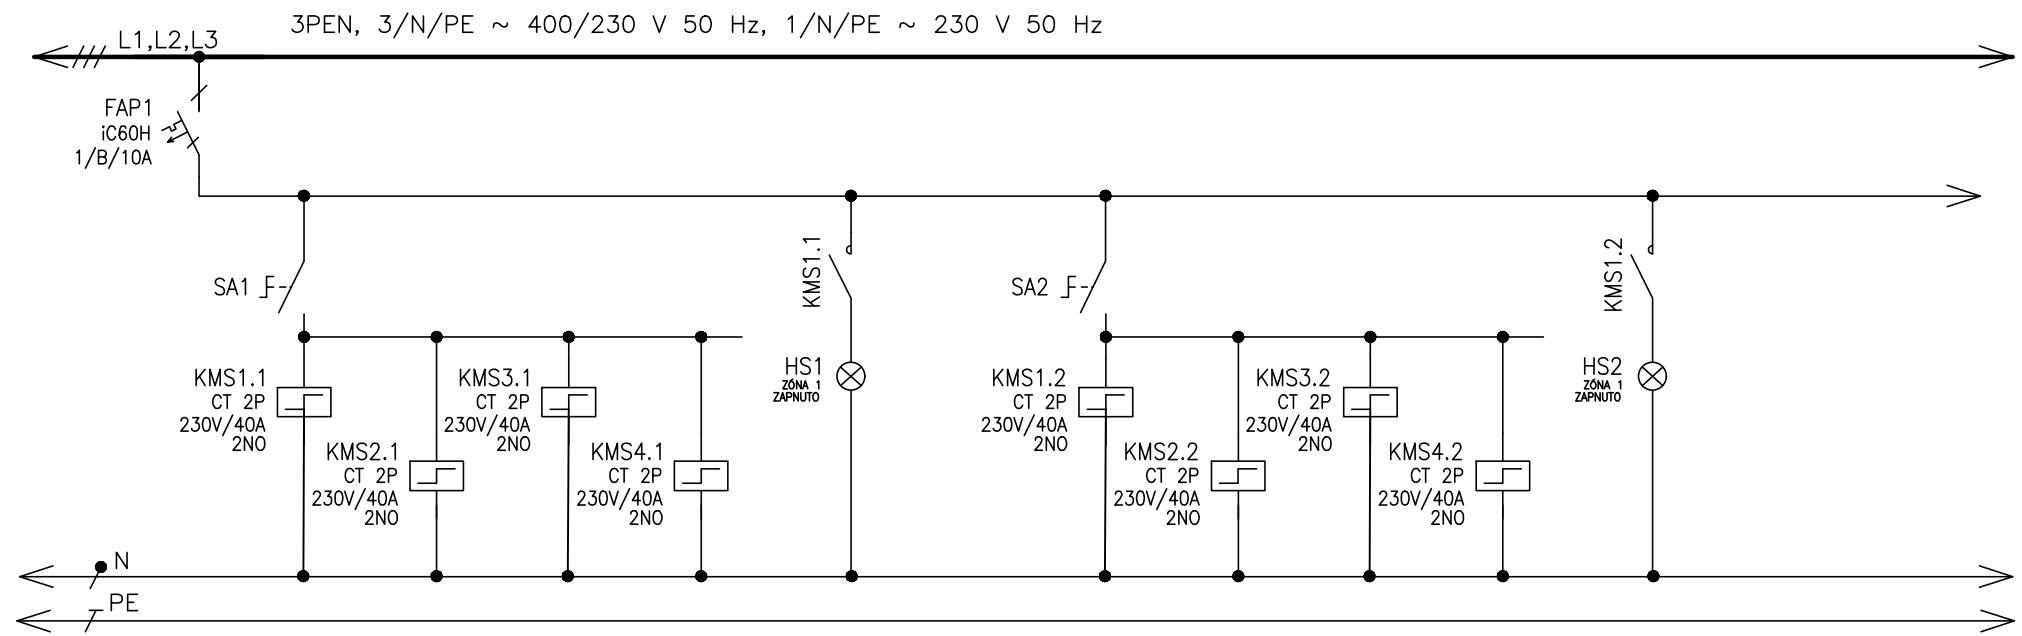 3PEN, 3/N/PE ~ 400/230 V 50 Hz, 1/N/PE ~ 230 V 50 Hz
L1,L2,L3
FAP1
iC60H
1/B/10A
SA1
KMS1.1
SA2
KMS1.2
KMS1.1
CT 2P
230V/40A
2NO
KMS2.1
CT 2P
230V/40A
2NO
KMS3.1
CT 2P
230V/40A
2NO
KMS4.1
CT 2P
230V/40A
2NO
HS1
ZÓNA 1
ZAPNUTO
KMS1.2
CT 2P
230V/40A
2NO
KMS2.2
CT 2P
230V/40A
2NO
KMS3.2
CT 2P
230V/40A
2NO
KMS4.2
CT 2P
230V/40A
2NO
HS2
ZÓNA 1
ZAPNUTO
N
PE